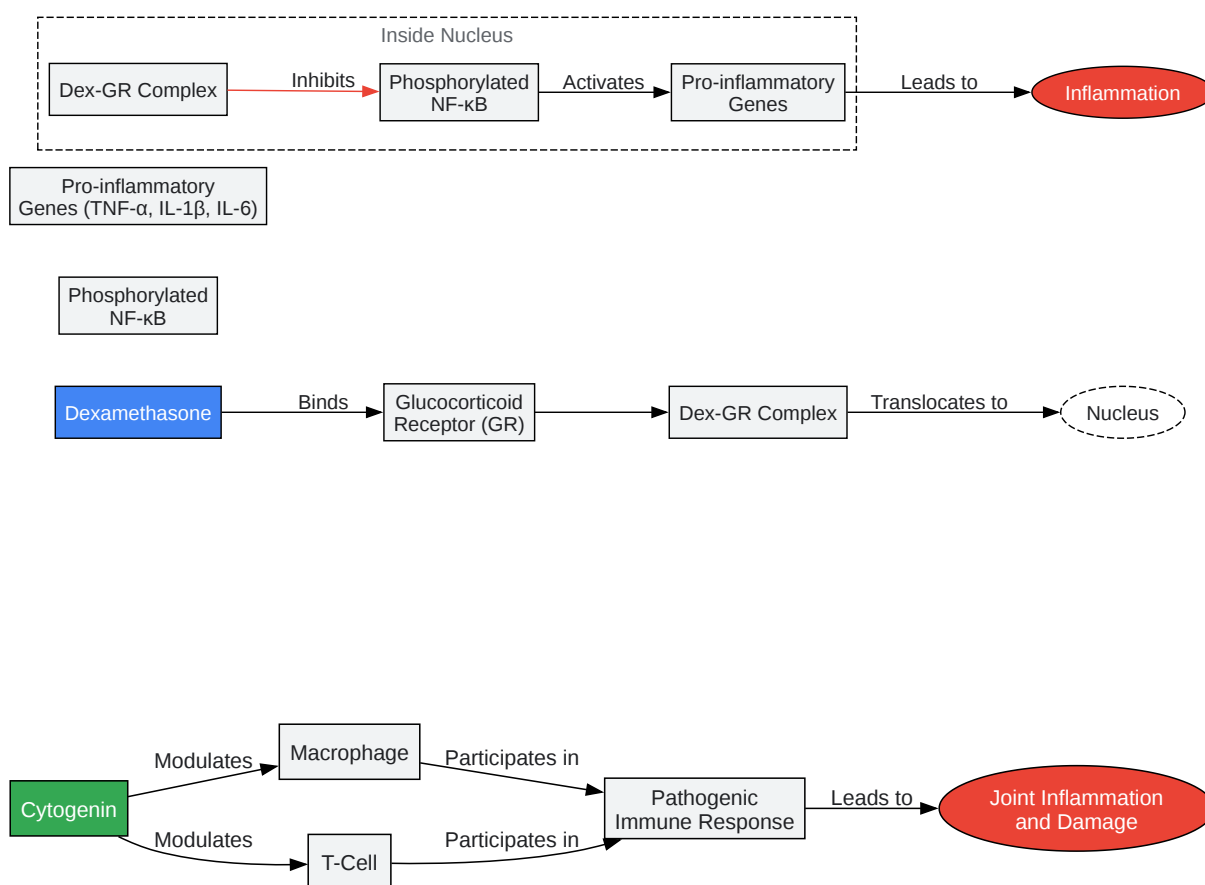 Inside Nucleus
Dex-GR Complex
Inhibits
Phosphorylated
NF-κB
Activates
Pro-inflammatory
Genes
Leads to
Inflammation
Pro-inflammatory
Genes (TNF-α, IL-1β, IL-6)
Phosphorylated
NF-κB
Dexamethasone
Binds
Glucocorticoid
Receptor (GR)
Dex-GR Complex
Translocates to
Nucleus
Cytogenin
Modulates
Macrophage
Participates in
Modulates
T-Cell
Participates in
Pathogenic
Immune Response
Leads to
Joint Inflammation
and Damage